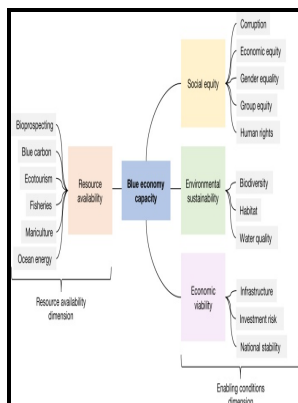 Corruption
Economic equity
Social equity
Gender equality
Group equity
Human rights
Bioprospecting
Blue carbon
Ecotourism
Fisheries
Mariculture
Ocean energy
Resource
availability
Blue economy
capacity
Environmental
sustainability
Biodiversity
Habitat
Water quality
Resource availability
dimension
Economic
viability
Infrastructure
Investment risk
National stability
Enabling conditions
dimension